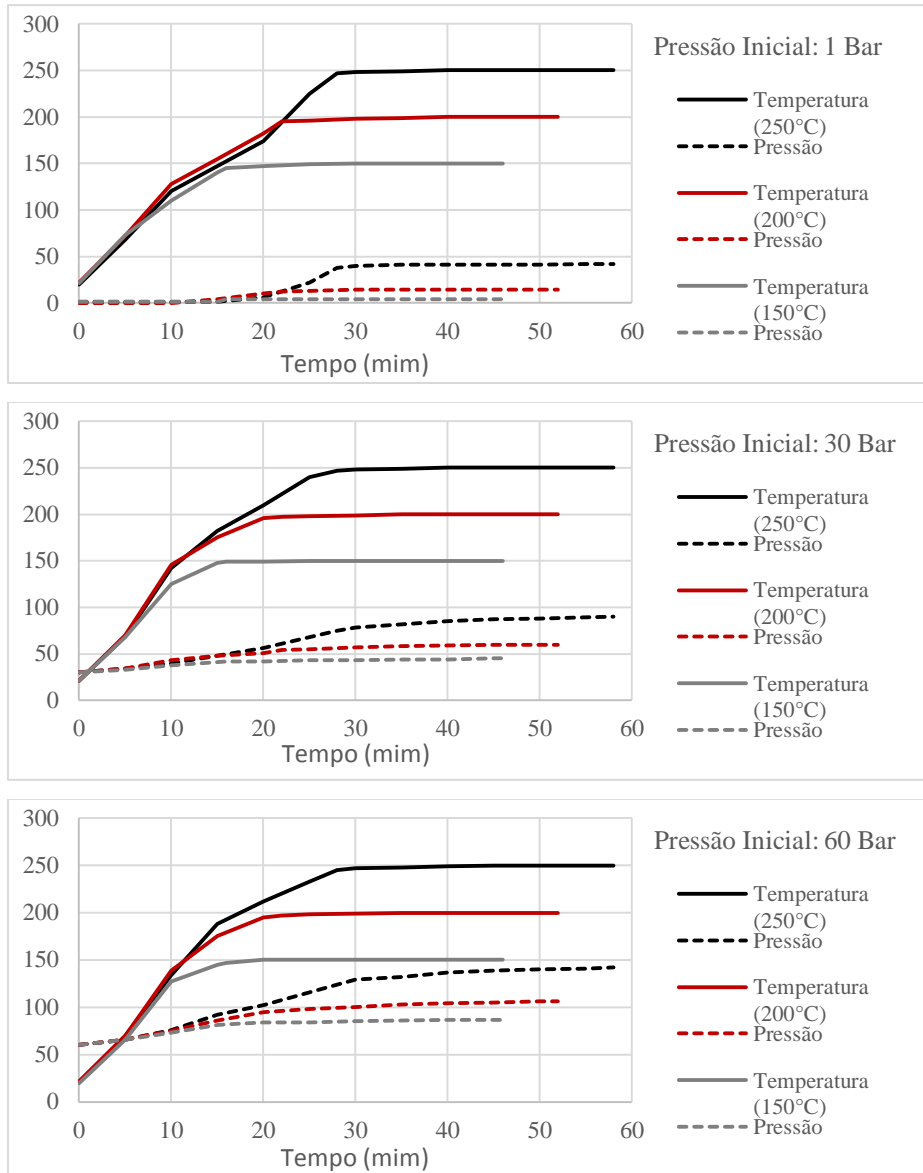 300
250
200
150
100
50
0
0 10 20 30 40 50 60
Tempo (mim)
Pressão Inicial: 1 Bar
Temperatura
(250°C)
Pressão
Temperatura
(200°C)
Pressão
Temperatura
(150°C)
Pressão
300
250
200
150
100
50
0
0 10 20 30 40 50 60
Tempo (mim)
Pressão Inicial: 30 Bar
Temperatura
(250°C)
Pressão
Temperatura
(200°C)
Pressão
Temperatura
(150°C)
Pressão
300
250
200
150
100
50
0
0 10 20 30 40 50 60
Tempo (mim)
Pressão Inicial: 60 Bar
Temperatura
(250°C)
Pressão
Temperatura
(200°C)
Pressão
Temperatura
(150°C)
Pressão